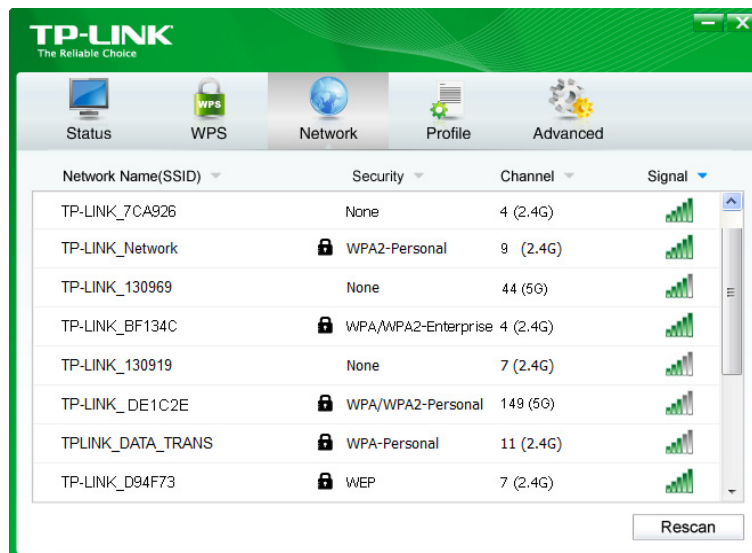 TP-LINK
The Reliable Choice
WPS
Status WPS Network Profile Advanced
Network Name(SSID) Security Channel Signal
TP-LINK_7CA926 None 4 (2.4G)
TP-LINK_Network WPA2-Personal 9 (2.4G)
TP-LINK_130969 None 44 (5G)
TP-LINK_BF134C WPA/WPA2-Enterprise 4 (2.4G)
TP-LINK_130919 None 7 (2.4G)
TP-LINK_ DE1C2E WPA/WPA2-Personal 149 (5G)
TPLINK_DATA_TRANS WPA-Personal 11 (2.4G)
TP-LINK_D94F73 WEP 7 (2.4G)
Rescan